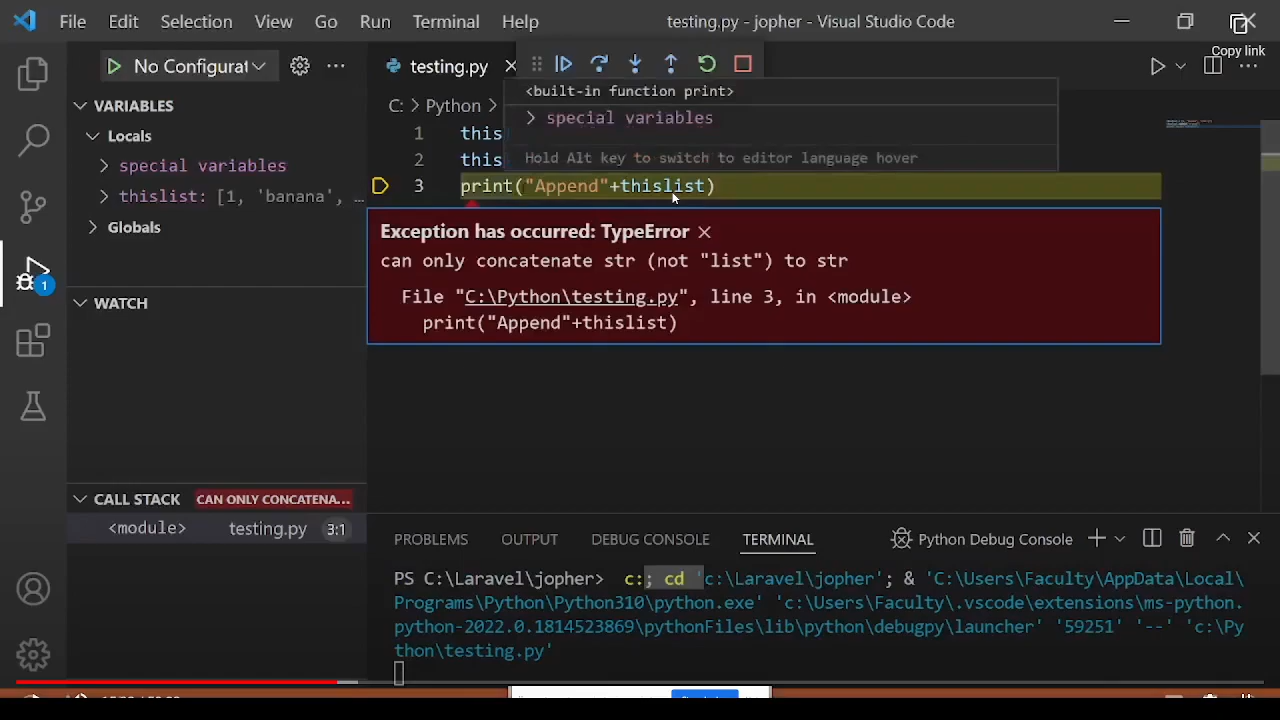 File Edit Selection View Go Run Terminal Help testing.py - jopher - Visual Studio Code
Copy link
No Configurat
testing.py
VARIABLES
Locals
special variables
thislist: [1, 'banana', …
Globals
WATCH
CALL STACK CAN ONLY CONCATENA...
<module> testing.py 3:1
1
C: > Python >
<built-in function print>
special variables
Hold Alt key to switch to editor language hover
1 this
2 this
3 print("Append"+thislist)
Exception has occurred: TypeError
can only concatenate str (not "list") to str
File "C:\Python\testing.py", line 3, in <module>
print("Append"+thislist)
PROBLEMS OUTPUT DEBUG CONSOLE TERMINAL Python Debug Console
PS C:\Laravel\jopher> c:; cd 'c:\Laravel\jopher'; & 'C:\Users\Faculty\AppData\Local\
Programs\Python\Python310\python.exe' 'c:\Users\Faculty\.vscode\extensions\ms-python.
python-2022.0.1814523869\pythonFiles\lib\python\debugpy\launcher' '59251' '--' 'c:\Py
thon\testing.py'